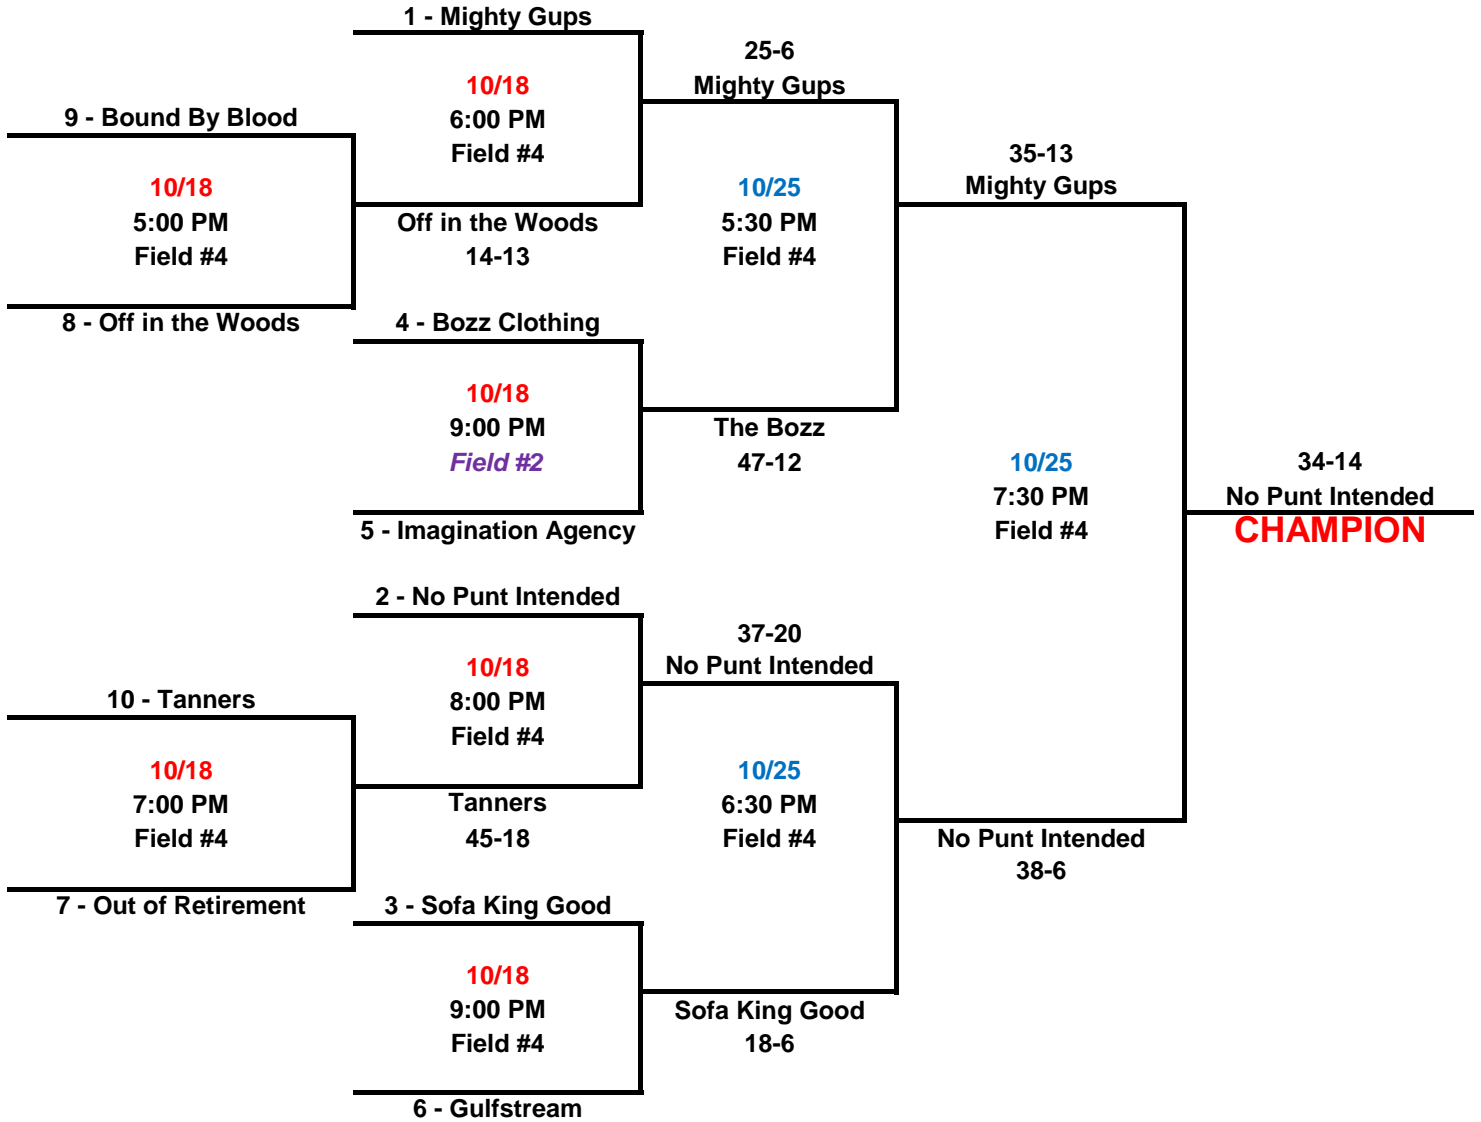 1 - Mighty Gups
25-6
10/18
Mighty Gups
9 - Bound By Blood
6:00 PM
Field #4
35-13
10/18
10/25
Mighty Gups
5:00 PM
Off in the Woods
5:30 PM
Field #4
14-13
Field #4
8 - Off in the Woods
4 - Bozz Clothing
10/18
9:00 PM
The Bozz
Field #2
47-12
10/25
34-14
7:30 PM
No Punt Intended
5 - Imagination Agency
Field #4
CHAMPION
2 - No Punt Intended
37-20
10/18
No Punt Intended
10 - Tanners
8:00 PM
Field #4
10/18
10/25
7:00 PM
Tanners
6:30 PM
Field #4
45-18
Field #4
No Punt Intended
38-6
7 - Out of Retirement
3 - Sofa King Good
10/18
9:00 PM
Sofa King Good
Field #4
18-6
6 - Gulfstream